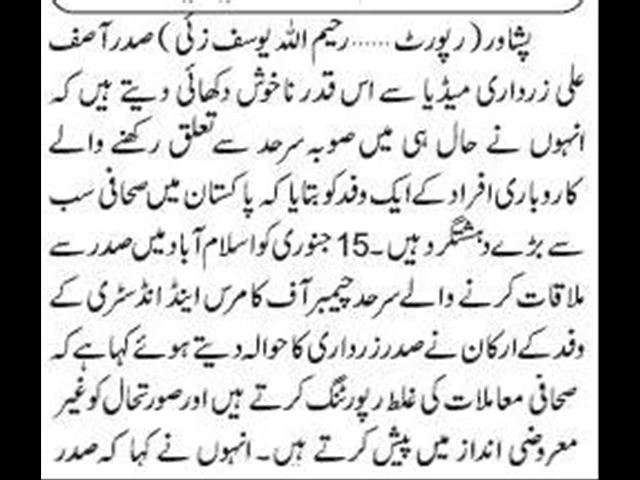 پشاور (رپورٹ ...... رحیم اللہ یوسف زئی) صدر آصف
علی زرداری میڈیا سے اس قدر ناخوش دکھائی دیتے ہیں کہ
انہوں نے حال ہی میں صوبہ سرحد سے تعلق رکھنے والے
کاروباری افراد کے ایک وفد کو بتایا کہ پاکستان میں صحافی سب
سے بڑے دہشتگرد ہیں۔ 15 جنوری کو اسلام آباد میں صدر سے
ملاقات کرنے والے سرحد چیمبر آف کامرس اینڈ انڈسٹری کے
وفد کے ارکان نے صدر زرداری کا حوالہ دیتے ہوئے کہا ہے کہ
صحافی معاملات کی غلط رپورٹنگ کرتے ہیں اور صورتحال کو غیر
معروضی انداز میں پیش کرتے ہیں۔ انہوں نے کہا کہ صدر